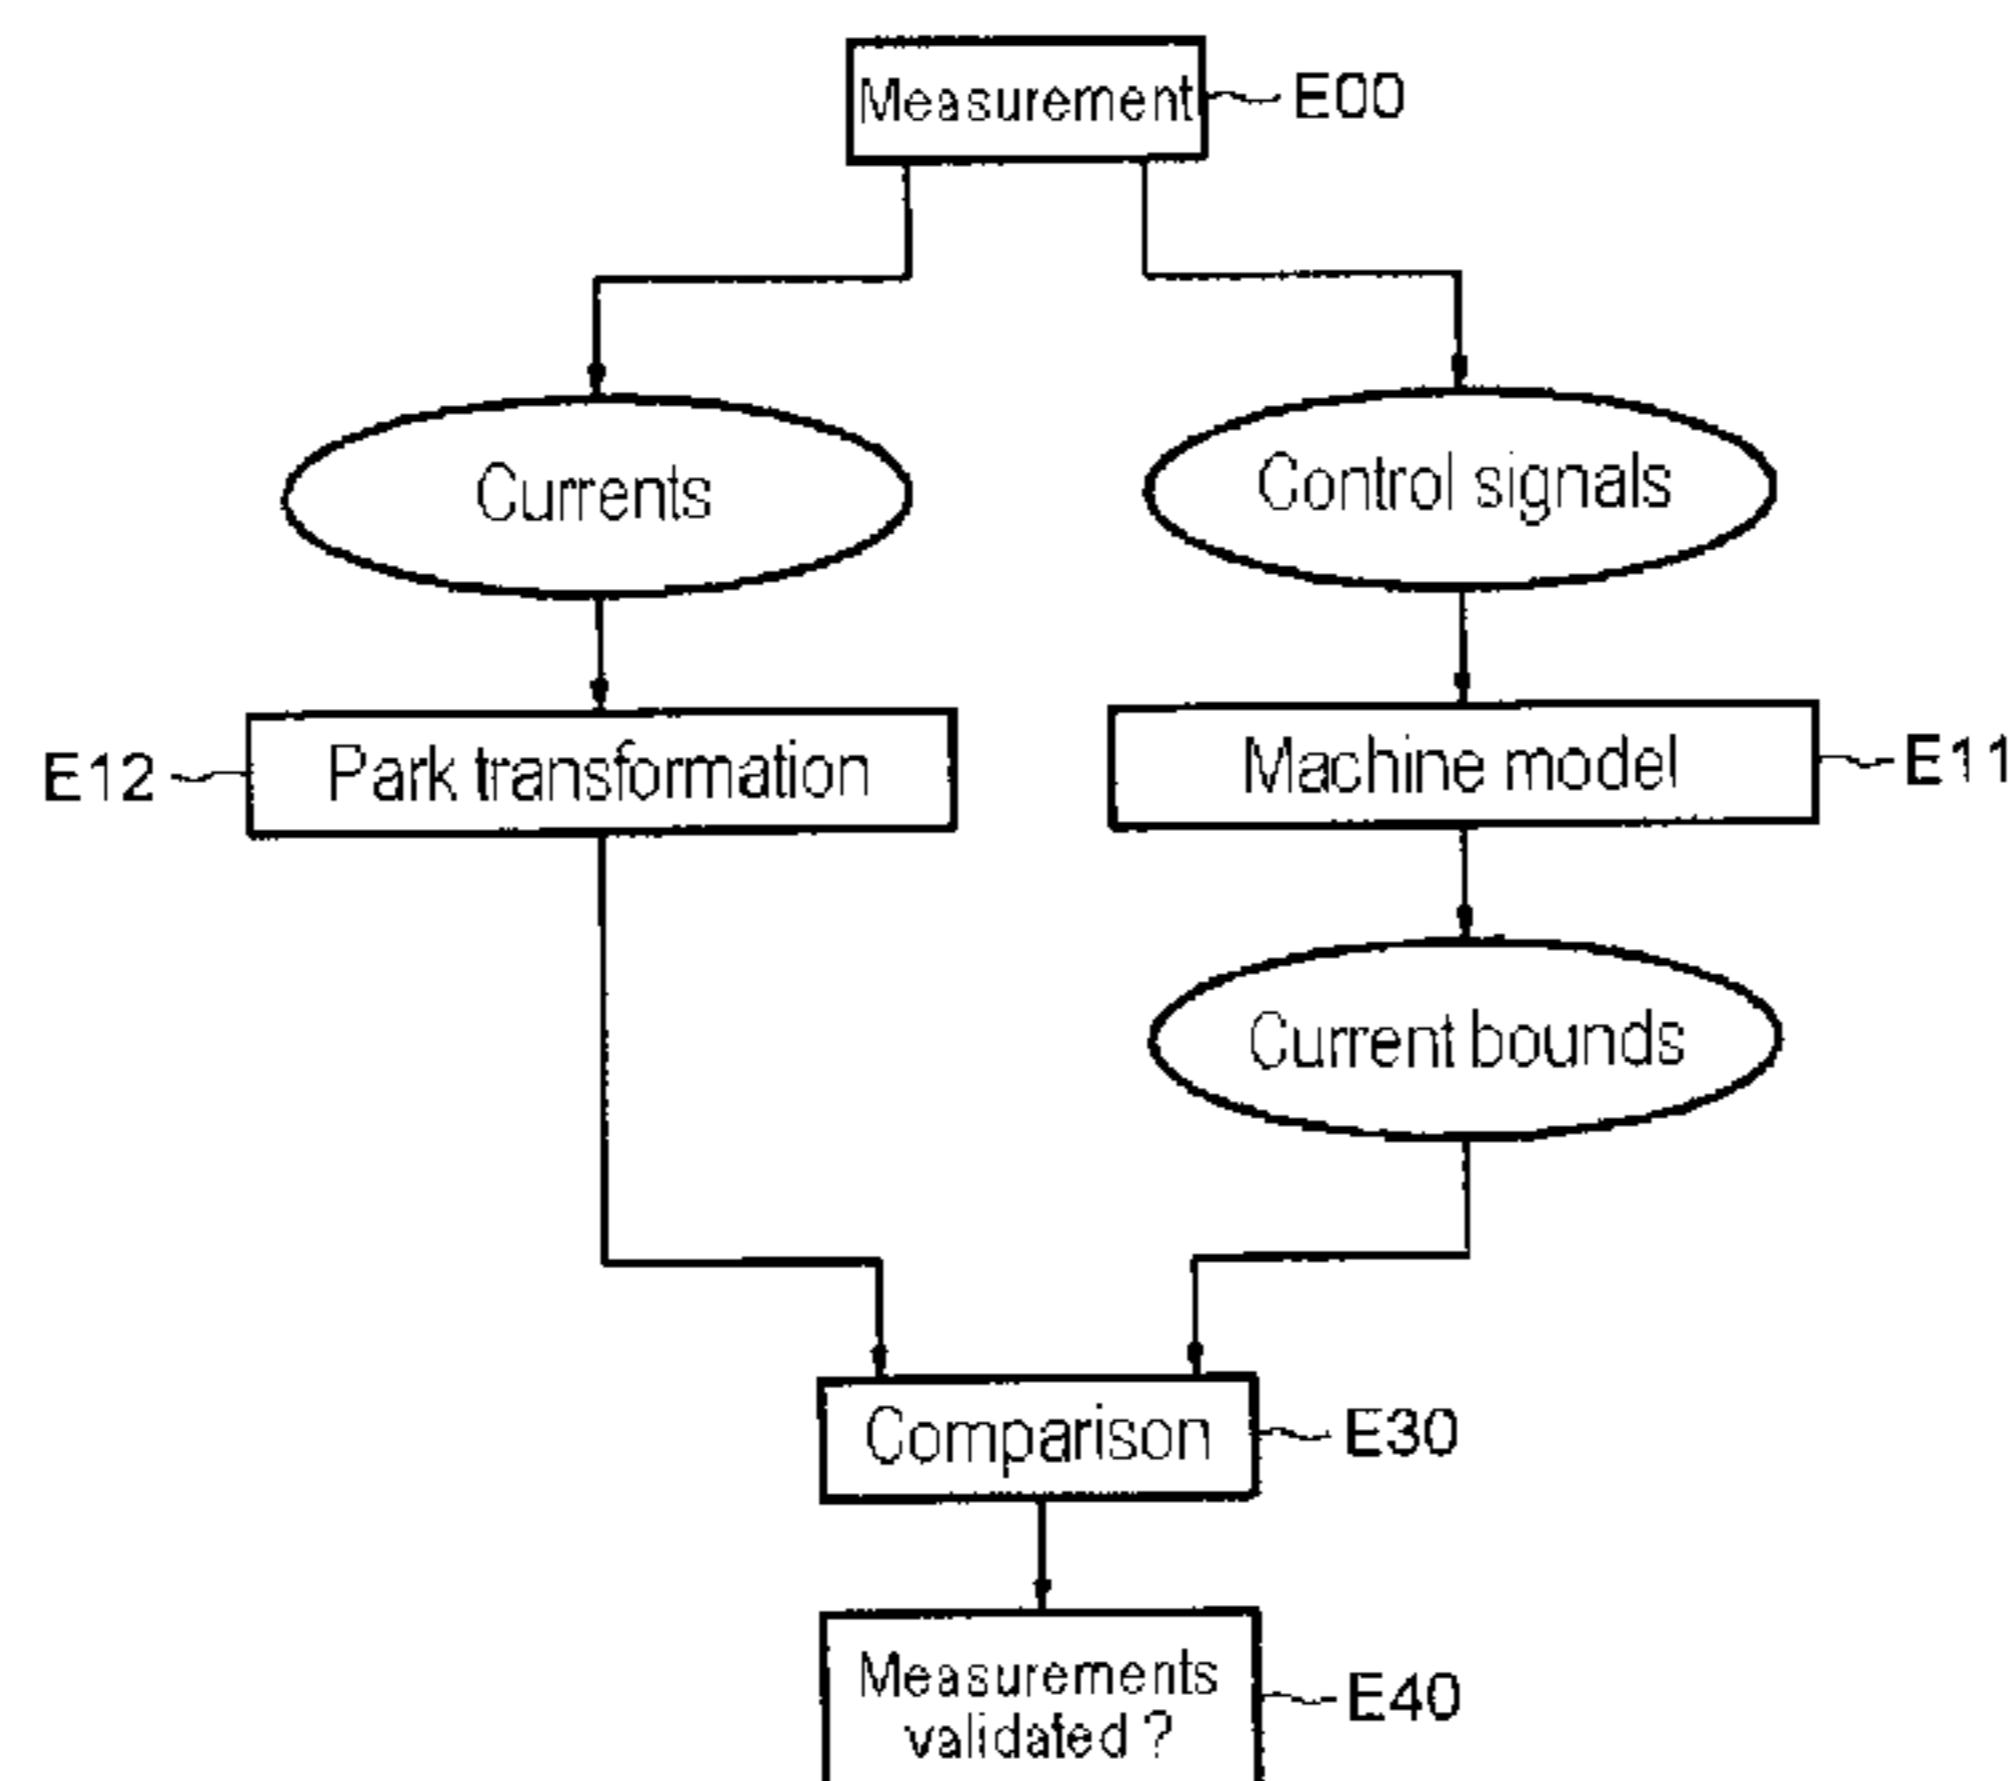 Measurement E00
Currents
Control signals
E12 Park transformation
Machine model E11
Current bounds
Comparison E30
Measurements E40
validated ?